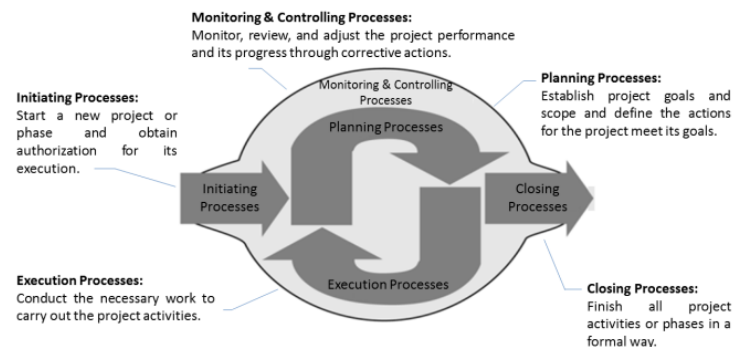 Monitoring & Controlling Processes:
Monitor, review, and adjust the project performance
and its progress through corrective actions.
Initiating Processes:
Start a new project or
phase and obtain
authorization for its
execution.
Monitoring & Controlling
Processes
Planning Processes
Planning Processes:
Establish project goals and
scope and define the actions
for the project meet its goals.
Initiating
Processes
Closing
Processes
Execution Processes
Execution Processes:
Conduct the necessary work to
carry out the project activities.
Closing Processes:
Finish all project
activities or phases in a
formal way.